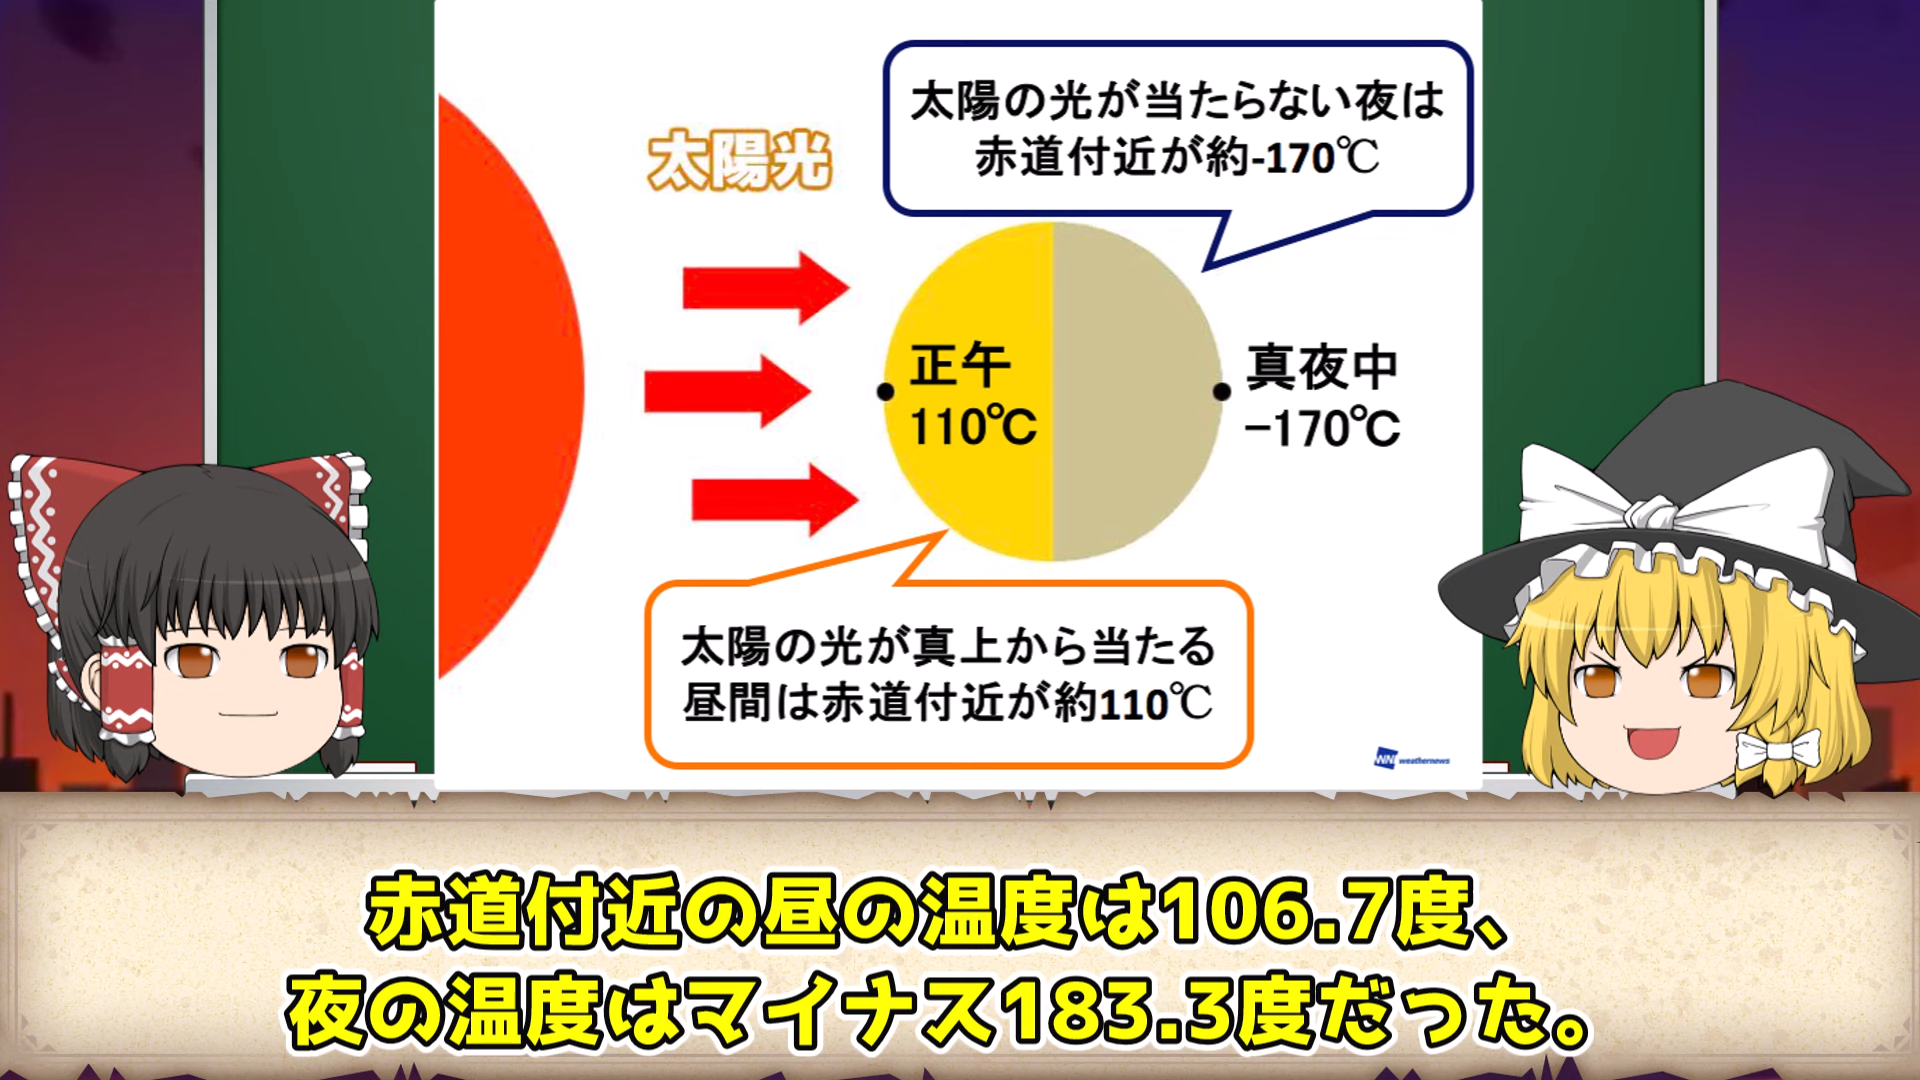 太陽の光が当たらない夜は
赤道付近が約-170℃
太陽光
正午
110℃
真夜中
-170℃
太陽の光が真上から当たる
昼間は赤道付近が約110℃
WNI weathernews
赤道付近の昼の温度は106.7度、
夜の温度はマイナス183.3度だった。